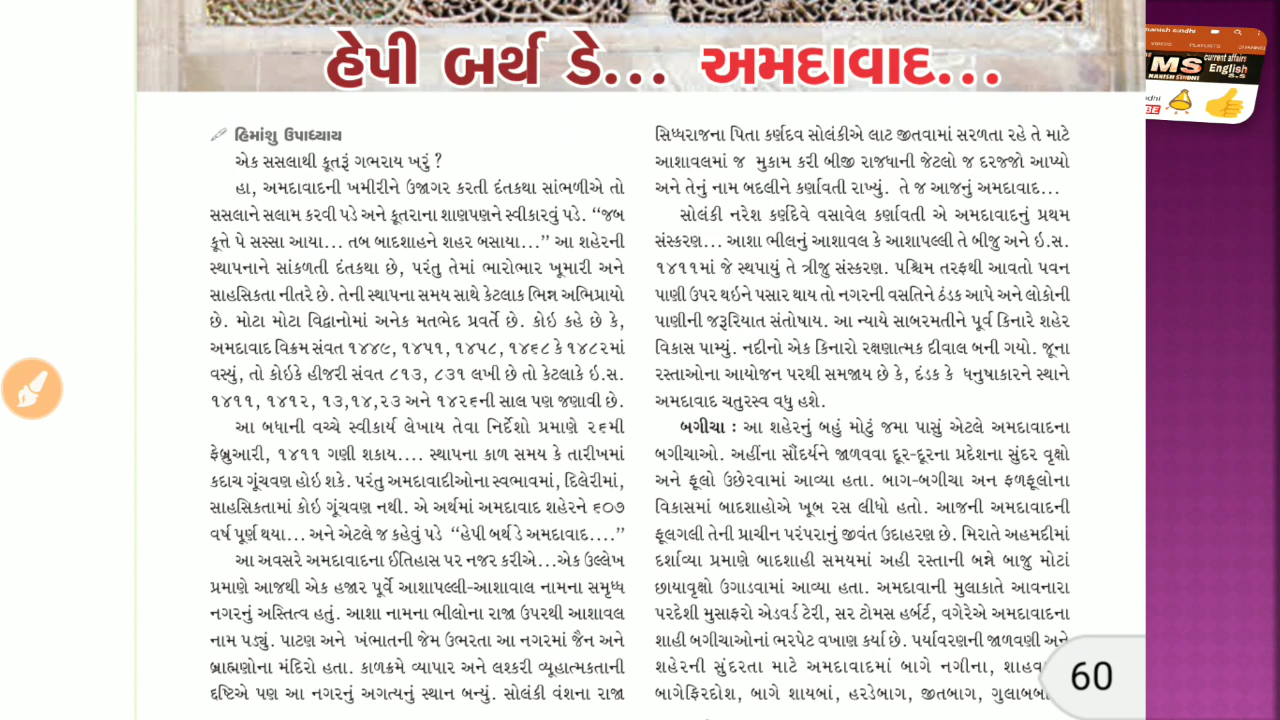 હેપી બર્થ ડે... અમદાવાદ...
હિમાંશુ ઉપાધ્યાય
એક સસલાથી કૂતરૂં ગભરાય ખરું ?
હા, અમદાવાદની ખમીરીને ઉજાગર કરતી દંતકથા સાંભળીએ તો
સસલાને સલામ કરવી પડે અને કૂતરાના શાણપણને સ્વીકારવું પડે. “જબ
કૂત્તે પે સસ્સા આયા... તબ બાદશાહને શહર બસાયા...” આ શહેરની
સ્થાપનાને સાંકળતી દંતકથા છે, પરંતુ તેમાં ભારોભાર ખૂમારી અને
સાહસિકતા નીતરે છે. તેની સ્થાપના સમય સાથે કેટલાક ભિન્ન અભિપ્રાયો
છે. મોટા મોટા વિદ્વાનોમાં અનેક મતભેદ પ્રવર્તે છે. કોઇ કહે છે કે,
અમદાવાદ વિક્રમ સંવત ૧૪૪૯, ૧૪૫૧, ૧૪૫૮, ૧૪૬૮ કે ૧૪૮૨માં
વસ્યું, તો કોઇકે હીજરી સંવત ૮૧૩, ૮૩૧ લખી છે તો કેટલાકે ઇ.સ.
૧૪૧૧, ૧૪૧૨, ૧૩,૧૪,૨૩ અને ૧૪૨૬ની સાલ પણ જણાવી છે.
આ બધાની વચ્ચે સ્વીકાર્ય લેખાય તેવા નિર્દેશો પ્રમાણે ૨૬મી
ફેબ્રુઆરી, ૧૪૧૧ ગણી શકાય.... સ્થાપના કાળ સમય કે તારીખમાં
કદાચ ગૂંચવણ હોઇ શકે. પરંતુ અમદાવાદીઓના સ્વભાવમાં, દિલેરીમાં,
સાહસિકતામાં કોઇ ગૂંચવણ નથી. એ અર્થમાં અમદાવાદ શહેરને ૬૦૭
વર્ષ પૂર્ણ થયા... અને એટલે જ કહેવું પડે “હેપી બર્થ ડે અમદાવાદ....”
આ અવસરે અમદાવાદના ઈતિહાસ પર નજર કરીએ...એક ઉલ્લેખ
પ્રમાણે આજથી એક હજાર પૂર્વે આશાપલ્લી-આશાવાલ નામના સમૃધ્ધ
નગરનું અસ્તિત્વ હતું. આશા નામના ભીલોના રાજા ઉપરથી આશાવલ
નામ પડ્યું. પાટણ અને ખંભાતની જેમ ઉભરતા આ નગરમાં જૈન અને
બ્રાહ્મણોના મંદિરો હતા. કાળક્રમે વ્યાપાર અને લશ્કરી વ્યૂહાત્મકતાની
દષ્ટિએ પણ આ નગરનું અગત્યનું સ્થાન બન્યું. સોલંકી વંશના રાજા
સિધ્ધરાજના પિતા કર્ણદવ સોલંકીએ લાટ જીતવામાં સરળતા રહે તે માટે
આશાવલમાં જ મુકામ કરી બીજી રાજધાની જેટલો જ દરજ્જો આપ્યો
અને તેનું નામ બદલીને કર્ણાવતી રાખ્યું. તે જ આજનું અમદાવાદ...
સોલંકી નરેશ કર્ણદેવે વસાવેલ કર્ણાવતી એ અમદાવાદનું પ્રથમ
સંસ્કરણ... આશા ભીલનું આશાવલ કે આશાપલ્લી તે બીજુ અને ઇ.સ.
૧૪૧૧માં જે સ્થપાયું તે ત્રીજુ સંસ્કરણ. પશ્ચિમ તરફથી આવતો પવન
પાણી ઉપર થઇને પસાર થાય તો નગરની વસતિને ઠંડક આપે અને લોકોની
પાણીની જરૂરિયાત સંતોષાય. આ ન્યાયે સાબરમતીને પૂર્વ કિનારે શહેર
વિકાસ પામ્યું. નદીનો એક કિનારો રક્ષણાત્મક દીવાલ બની ગયો. જૂના
રસ્તાઓના આયોજન પરથી સમજાય છે કે, દંડક કે ધનુષાકારને સ્થાને
અમદાવાદ ચતુરસ્વ વધુ હશે.
બગીચા : આ શહેરનું બહું મોટું જમા પાસું એટલે અમદાવાદના
બગીચાઓ. અહીંના સૌંદર્યને જાળવવા દૂર-દૂરના પ્રદેશના સુંદર વૃક્ષો
અને ફૂલો ઉછેરવામાં આવ્યા હતા. બાગ-બગીચા અન ફળફૂલોના
વિકાસમાં બાદશાહોએ ખૂબ રસ લીધો હતો. આજની અમદાવાદની
ફૂલગલી તેની પ્રાચીન પરંપરાનું જીવંત ઉદાહરણ છે. મિરાતે અહમદીમાં
દર્શાવ્યા પ્રમાણે બાદશાહી સમયમાં અહી રસ્તાની બન્ને બાજુ મોટાં
છાયાવૃક્ષો ઉગાડવામાં આવ્યા હતા. અમદાવાની મુલાકાતે આવનારા
પરદેશી મુસાફરો એડવર્ડ ટેરી, સર ટોમસ હર્બર્ટ, વગેરેએ અમદાવાદના
શાહી બગીચાઓનાં ભરપેટ વખાણ કર્યા છે. પર્યાવરણની જાળવણી અને
શહેરની સુંદરતા માટે અમદાવાદમાં બાગે નગીના,
બાગેફિરદોશ, બાગે શાયબાં, હરડેબાગ, જીતબાગ,
60
manish sindhi
VIDEOS PLAYLISTS
current affairs
MS English
MANISH SINDHI S.S